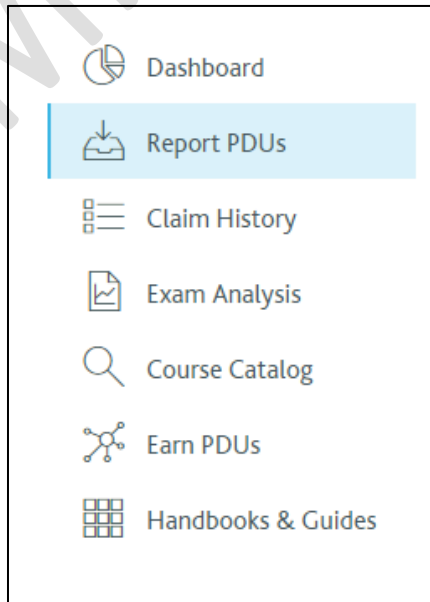 Dashboard
Report PDUs
Claim History
Exam Analysis
Course Catalog
Earn PDUs
Handbooks & Guides